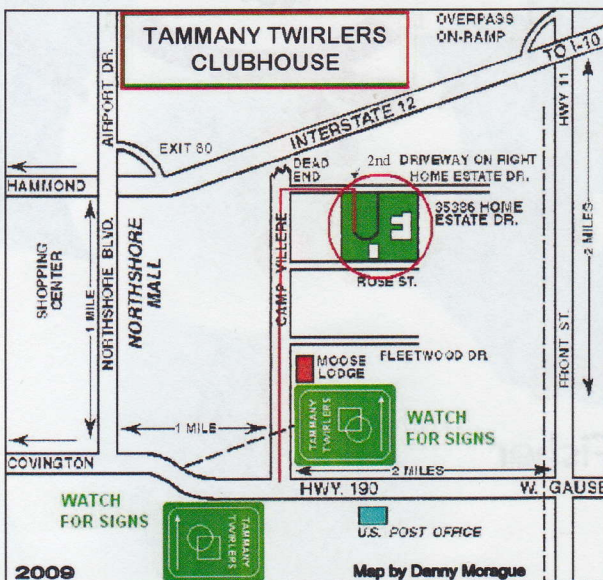 TAMMANY TWIRLERS
CLUBHOUSE
OVERPASS
ON-RAMP
TO I-10
HWY 11
AIRPORT DR.
INTERSTATE 12
EXIT 80
HAMMOND
DEAD
END
2nd DRIVEWAY ON RIGHT
HOME ESTATE DR.
35386 HOME
ESTATE DR.
2 MILES
SHOPPING
CENTER
1 MILE
NORTHSHORE BLVD.
NORTHSHORE
MALL
CAMP VILLERE
ROSE ST.
FLEETWOOD DR
FRONT ST.
MOOSE
LODGE
TAMMANY
TWIRLERS
WATCH
FOR SIGNS
1 MILE
2 MILES
COVINGTON
HWY. 190
W. GAUSE
WATCH
FOR SIGNS
TAMMANY
TWIRLERS
U.S. POST OFFICE
2009
Map by Danny Moragué